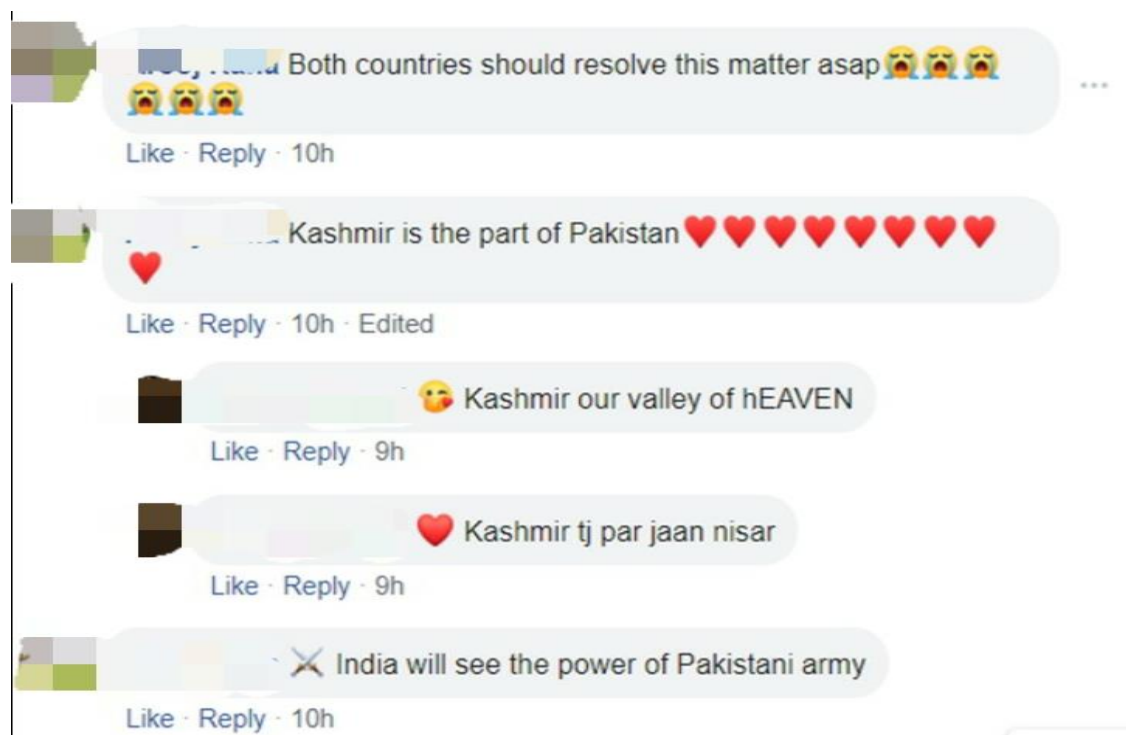 Both countries should resolve this matter asap😭😭😭
😭😭😭
Like · Reply · 10h
Kashmir is the part of Pakistan❤️❤️❤️❤️❤️❤️❤️❤️
❤️
Like · Reply · 10h · Edited
😘 Kashmir our valley of hEAVEN
Like · Reply · 9h
❤️ Kashmir tj par jaan nisar
Like · Reply · 9h
⚔️ India will see the power of Pakistani army
Like · Reply · 10h